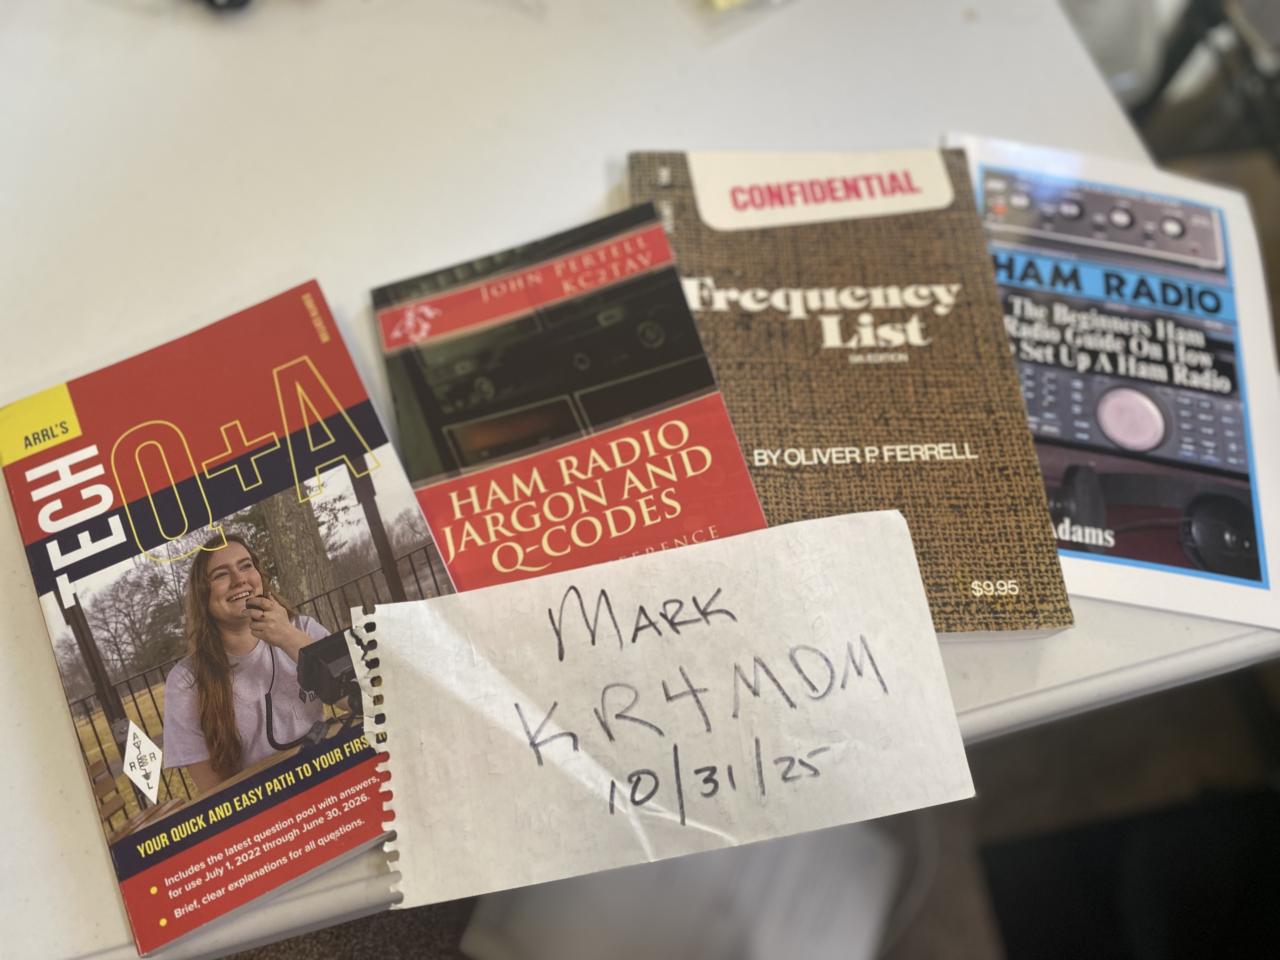 ARRL'S
TECH
Q+A
YOUR QUICK AND EASY PATH TO YOUR FIRS
Includes the latest question pool with answers,
for use July 1, 2022 through June 30, 2026.
Brief, clear explanations for all questions.
A
R R
L
JOHN PERTELL
KC2TAV
HAM RADIO
JARGON AND
Q-CODES
CONFIDENTIAL
Frequency
List
5th EDITION
BY OLIVER P. FERRELL
$9.95
HAM RADIO
The Beginners Ham
Radio Guide On How
Set Up A Ham Radio
dams
MARK
KR4MDM
10/31/25